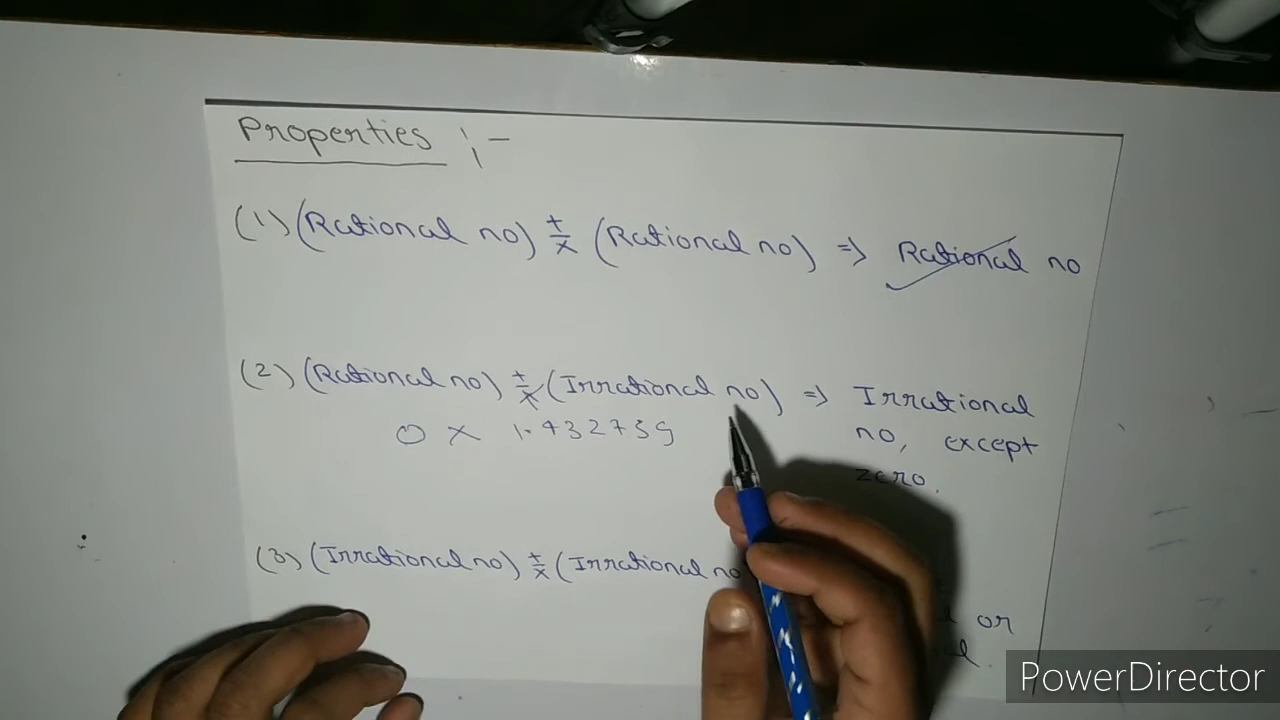 Properties :-
(1) (Rational no) ±/× (Rational no) ⇒ Rational no
(2) (Rational no) ±/× (Irrational no) ⇒ Irrational
no, except
zero.
0 × 1.432739
(3) (Irrational no) ±/× (Irrational no
or
PowerDirector